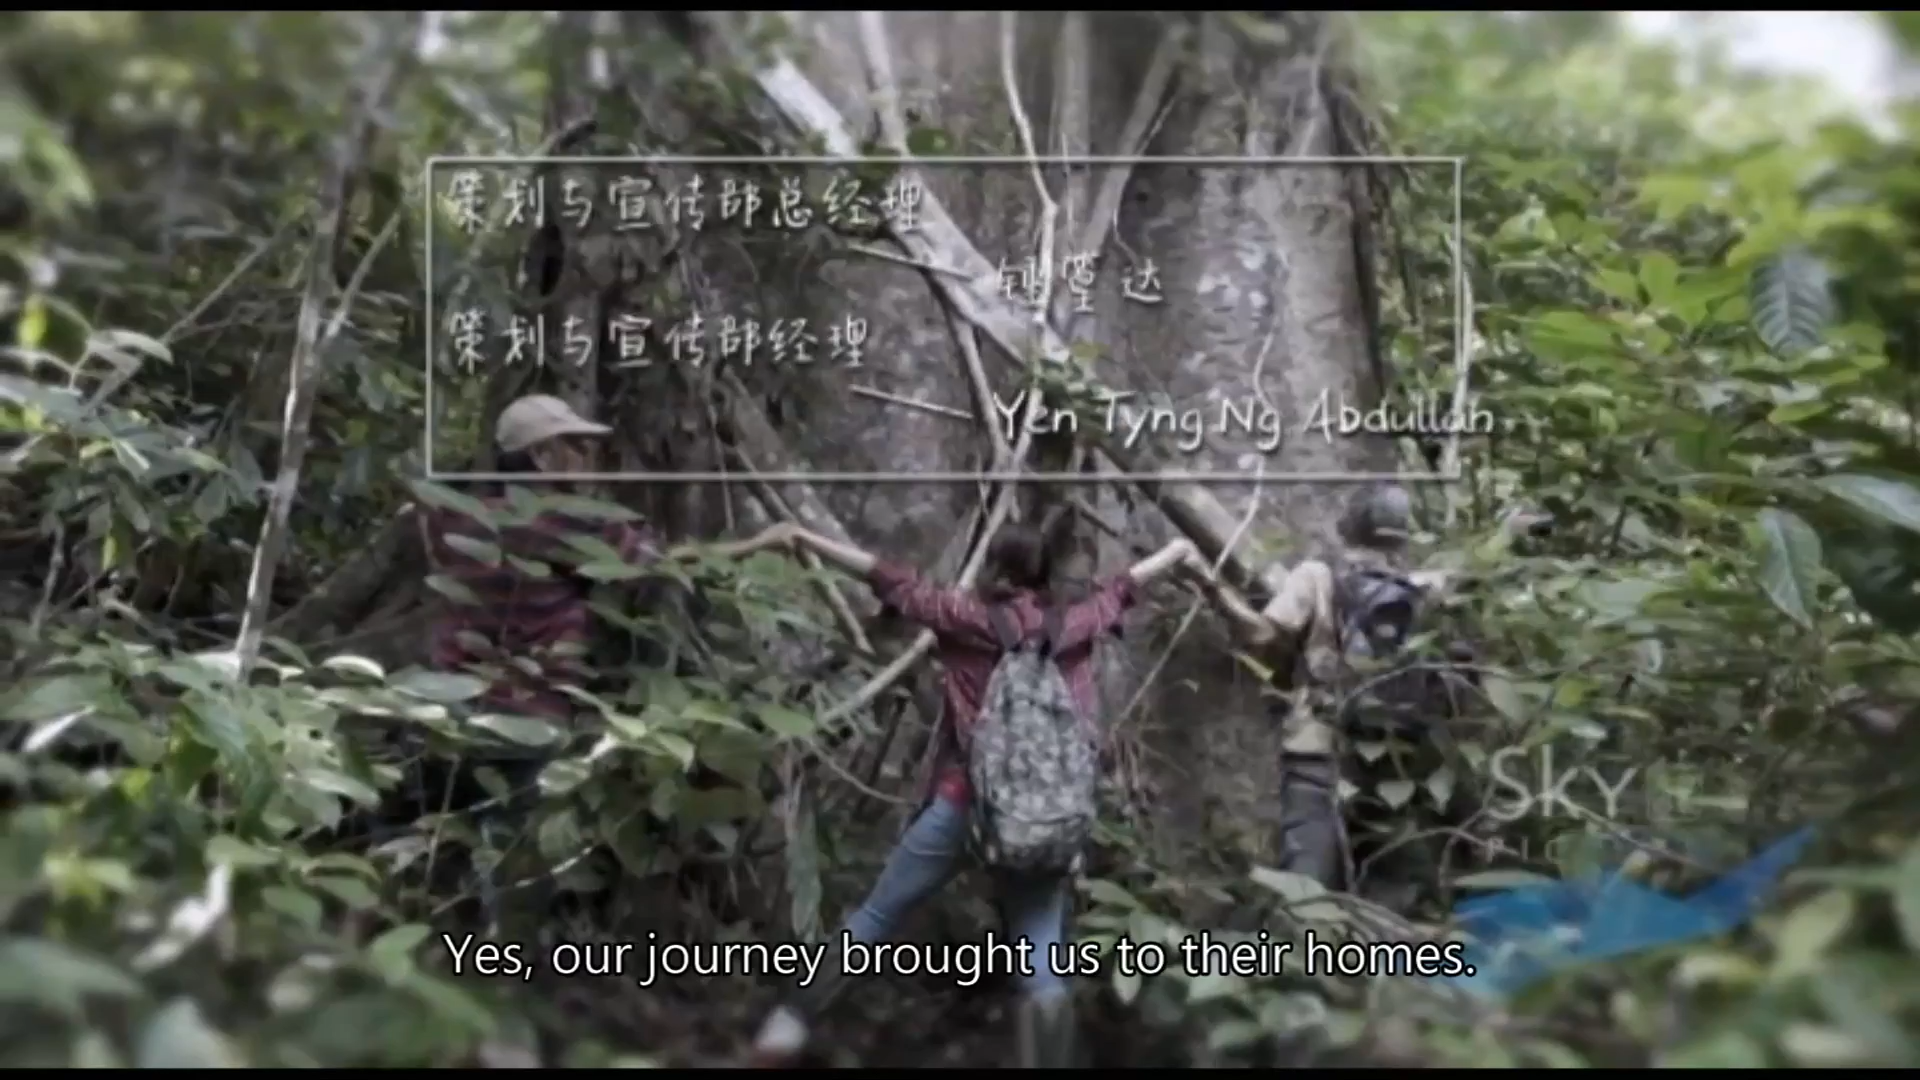 策划与宣传部总经理
策划与宣传部经理
Yen Tyng Ng Abdullah
Sky
Yes, our journey brought us to their homes.